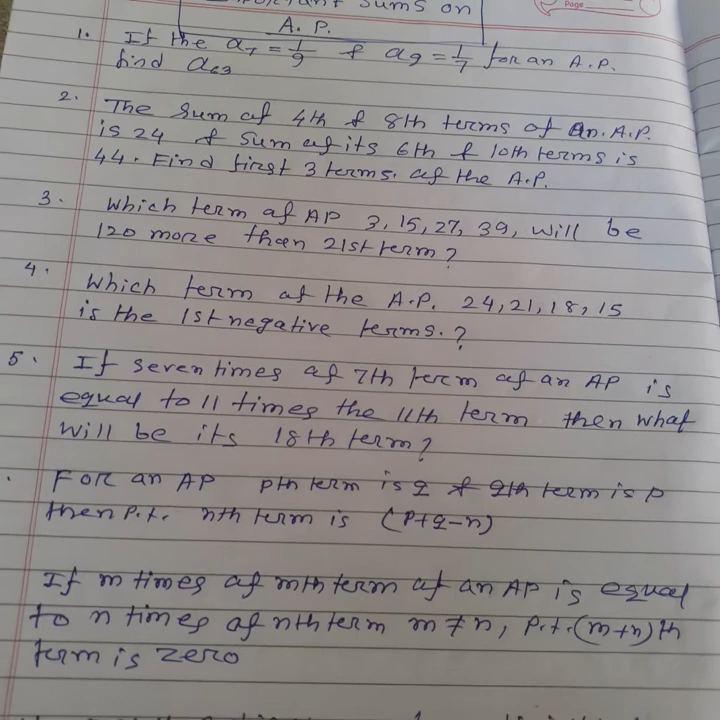 Sums on
Page
A. P.
1. If the a7 = 1/9 & a9 = 1/7 for an A.P.
find a63
2. The sum of 4th & 8th terms of an A.P.
is 24 & sum of its 6th & 10th terms is
44. Find first 3 terms. of the A.P.
3. Which term of AP 3, 15, 27, 39, will be
120 more than 21st term?
4. Which term of the A.P. 24, 21, 18, 15
is the 1st negative terms.?
5. If seven times of 7th term of an AP is
equal to 11 times the 11th term then what
will be its 18th term?
For an AP pth term is q & qth term is p
then P.t. nth term is (p+q-n)
If m times of mth term of an AP is equal
to n times of nth term m ≠ n, P.t. (m+n)th
term is zero